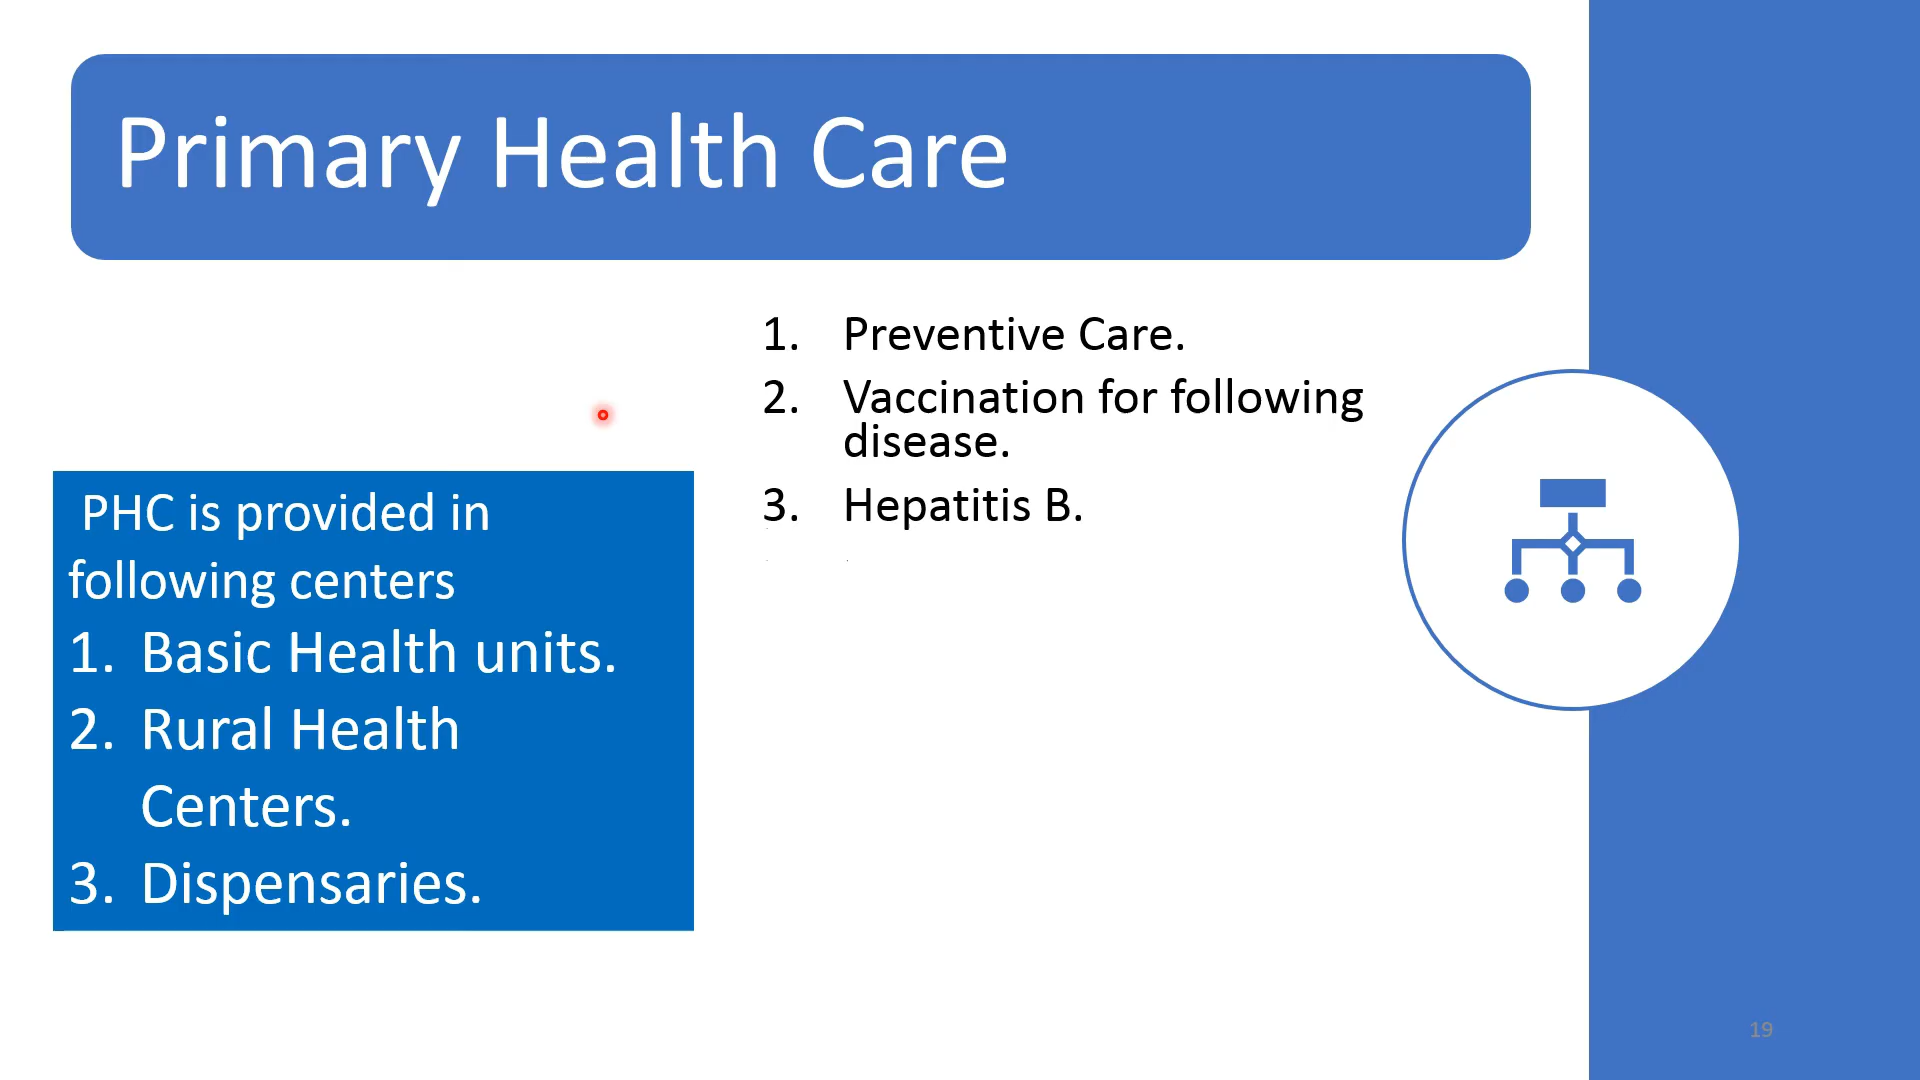 Primary Health Care
1. Preventive Care.
2. Vaccination for following
disease.
3. Hepatitis B.
PHC is provided in
following centers
1. Basic Health units.
2. Rural Health
Centers.
3. Dispensaries.
19